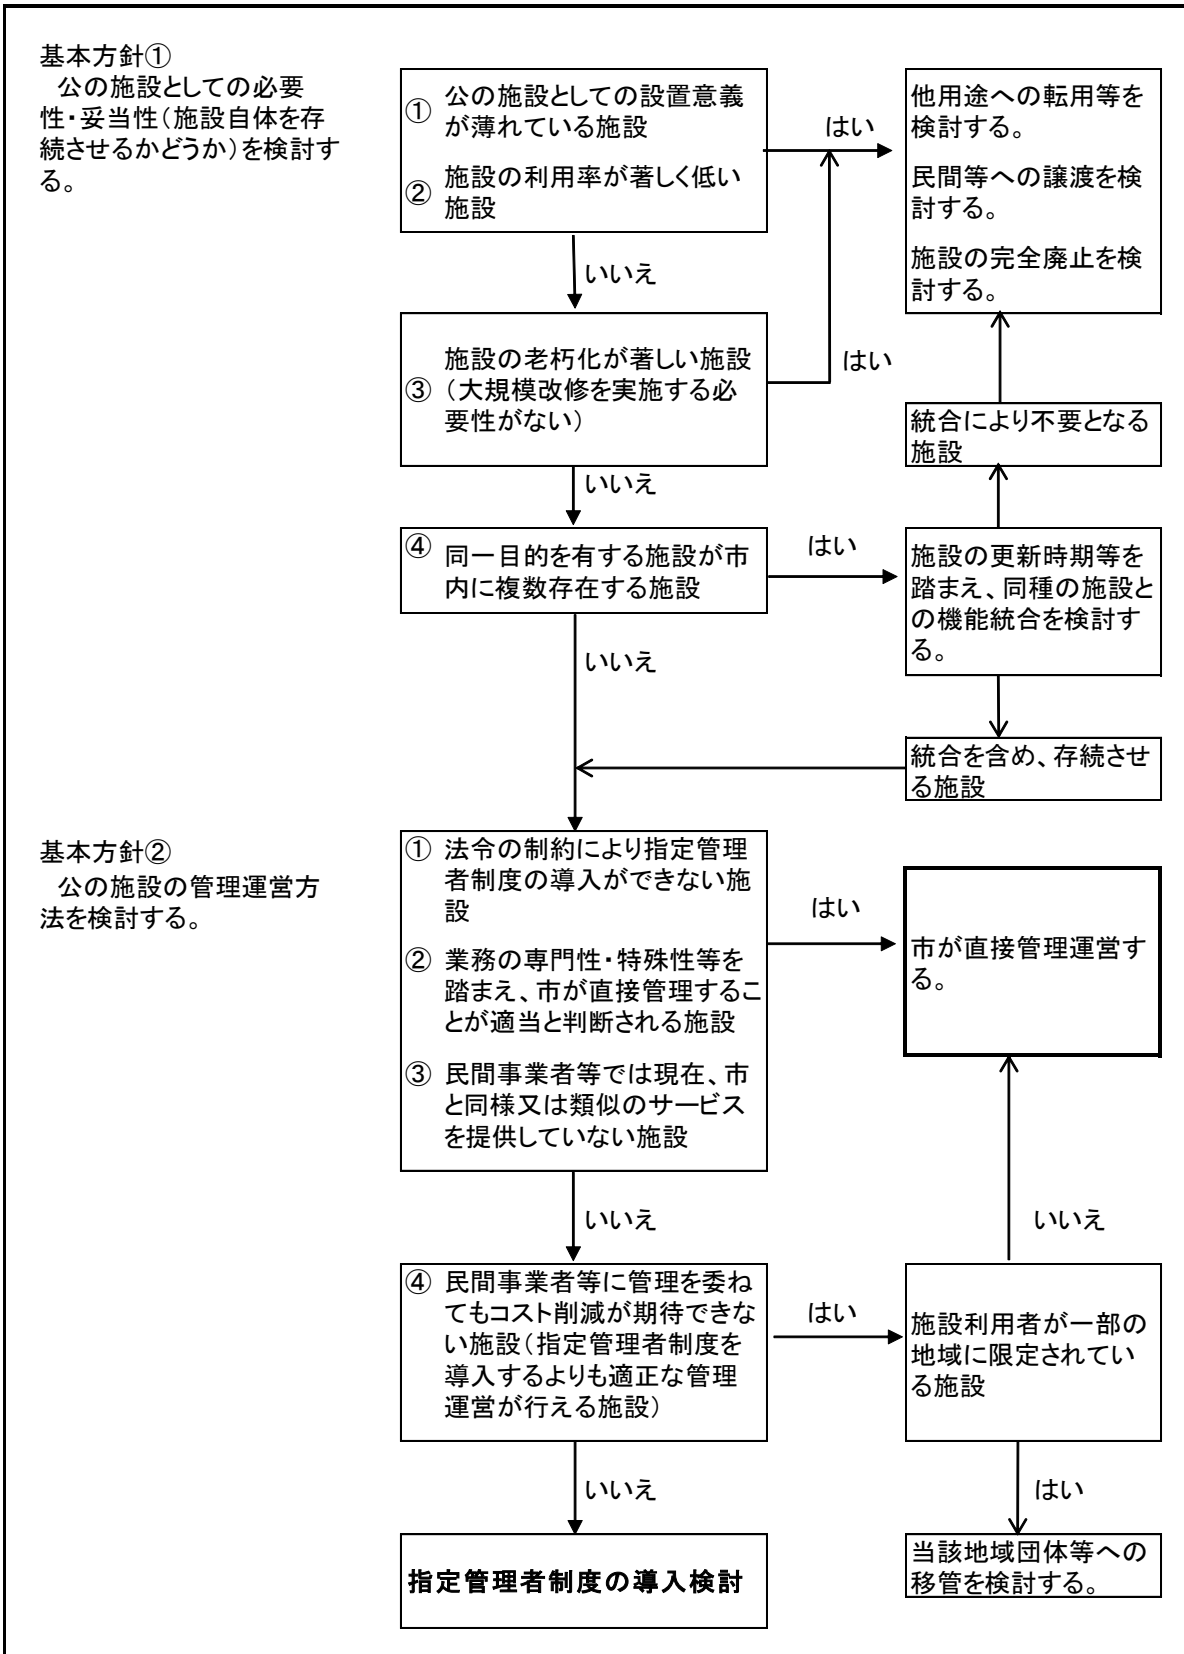 基本方針①
公の施設としての必要
性・妥当性（施設自体を存
続させるかどうか）を検討す
る。
① 公の施設としての設置意義
が薄れている施設
② 施設の利用率が著しく低い
施設
はい
他用途への転用等を
検討する。
民間等への譲渡を検
討する。
施設の完全廃止を検
討する。
いいえ
③ 施設の老朽化が著しい施設
（大規模改修を実施する必
要性がない）
はい
統合により不要となる
施設
いいえ
④ 同一目的を有する施設が市
内に複数存在する施設
はい
施設の更新時期等を
踏まえ、同種の施設と
の機能統合を検討す
る。
いいえ
統合を含め、存続させ
る施設
基本方針②
公の施設の管理運営方
法を検討する。
① 法令の制約により指定管理
者制度の導入ができない施
設
② 業務の専門性・特殊性等を
踏まえ、市が直接管理するこ
とが適当と判断される施設
③ 民間事業者等では現在、市
と同様又は類似のサービス
を提供していない施設
はい
市が直接管理運営す
る。
いいえ
いいえ
④ 民間事業者等に管理を委ね
てもコスト削減が期待できな
い施設（指定管理者制度を
導入するよりも適正な管理
運営が行える施設）
はい
施設利用者が一部の
地域に限定されてい
る施設
いいえ
はい
指定管理者制度の導入検討
当該地域団体等への
移管を検討する。